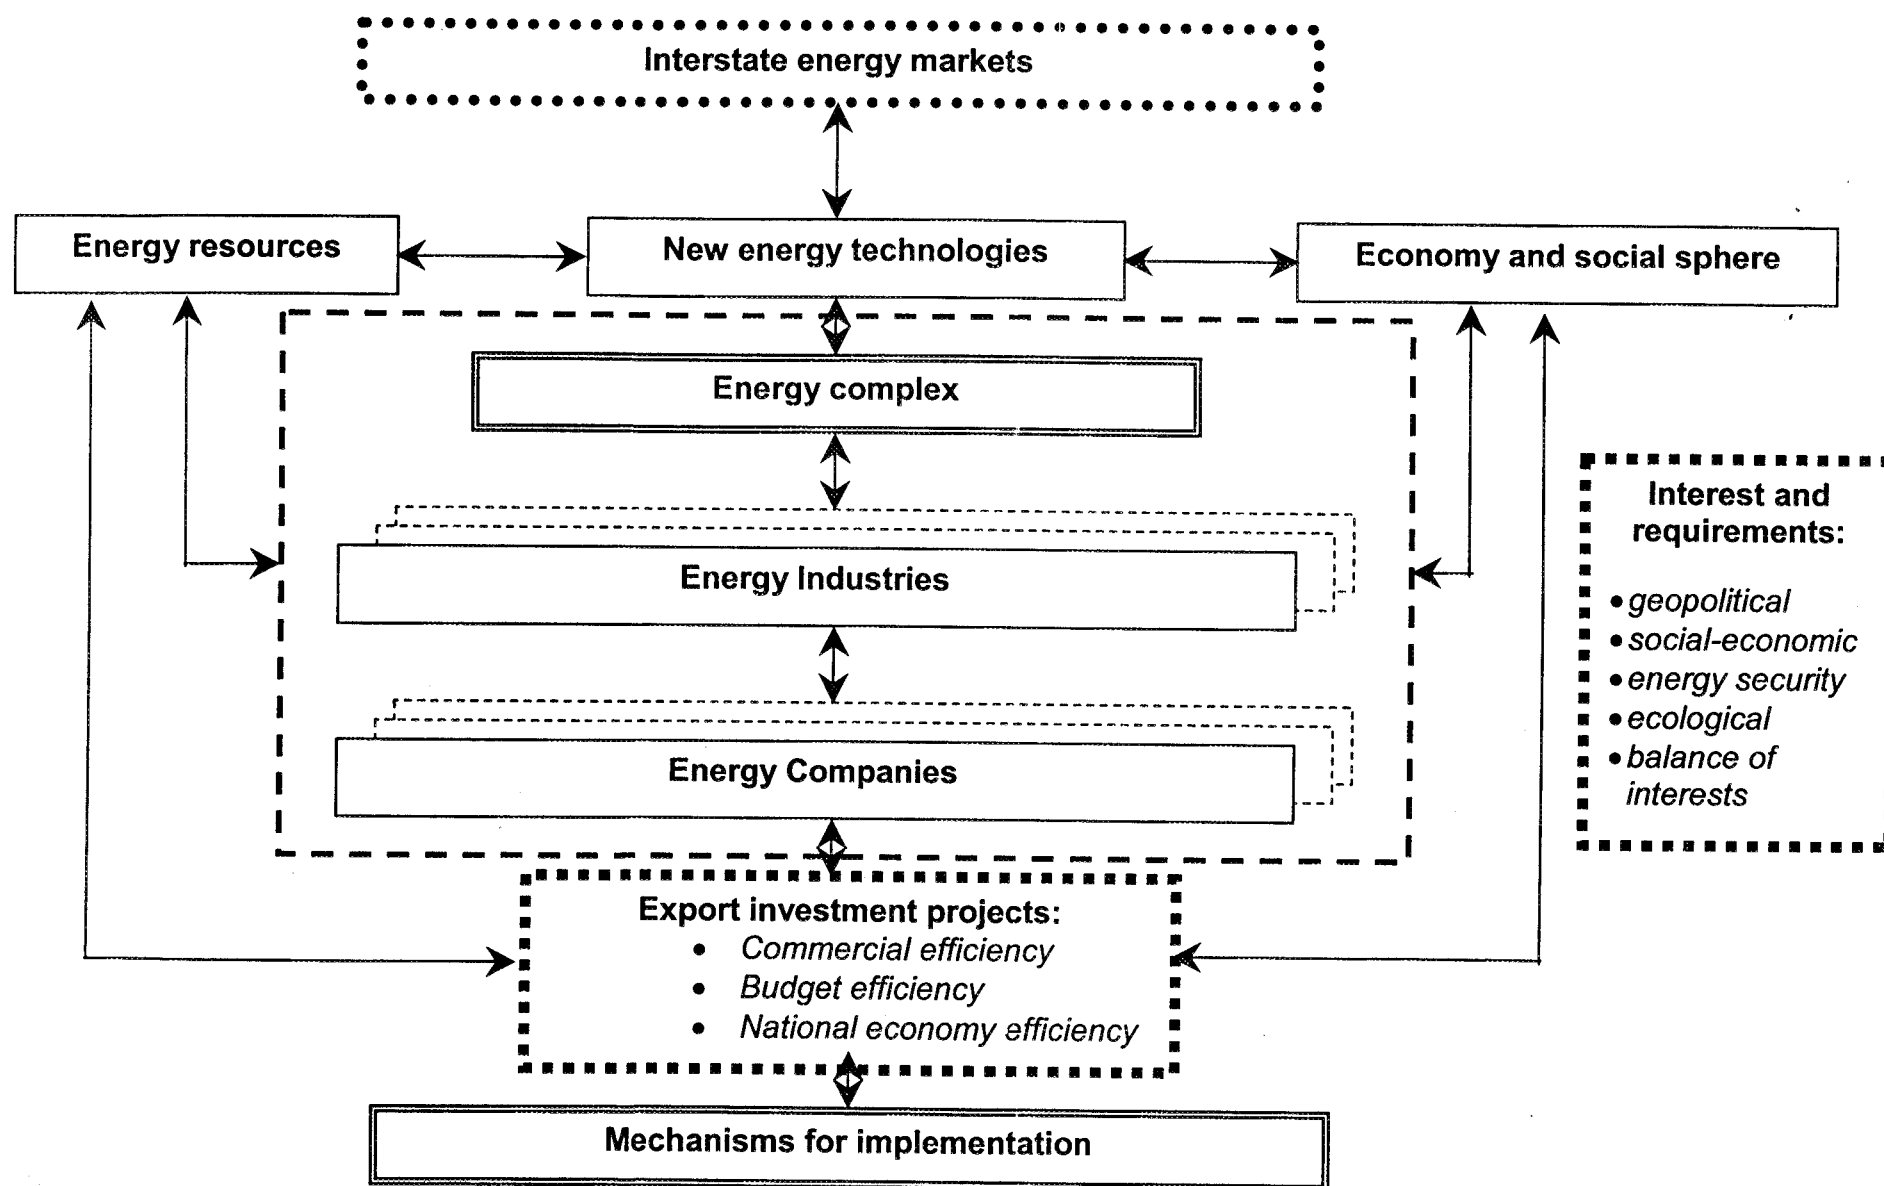 Interstate energy markets
Energy resources
New energy technologies
Economy and social sphere
Energy complex
Energy Industries
Energy Companies
Interest and
requirements:
• geopolitical
• social-economic
• energy security
• ecological
• balance of
interests
Export investment projects:
• Commercial efficiency
• Budget efficiency
• National economy efficiency
Mechanisms for implementation